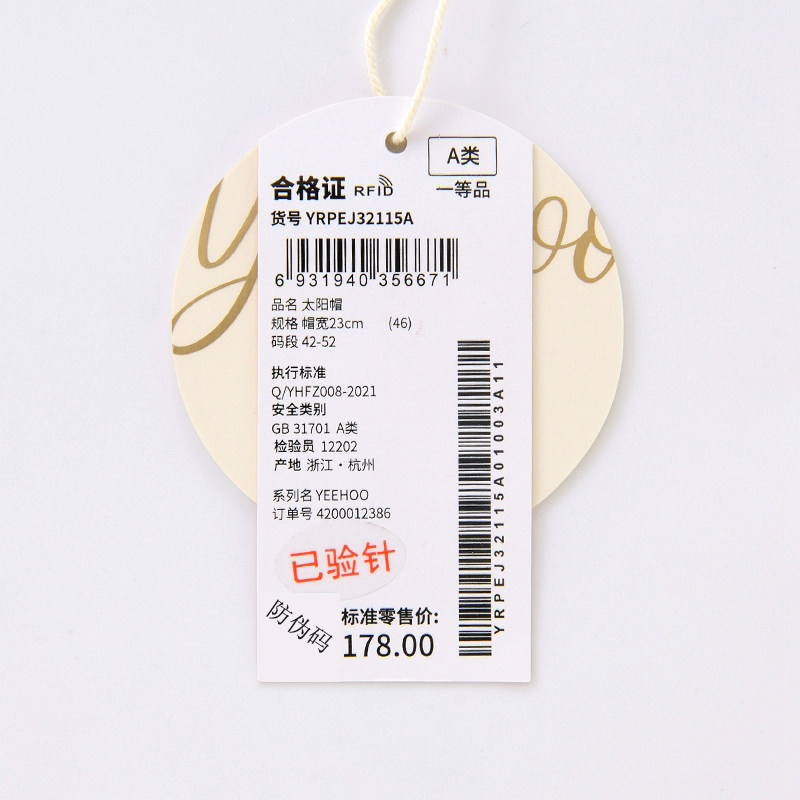 A类
合格证 RFID 一等品
货号 YRPEJ32115A
6 931940 356671
品名 太阳帽
规格 帽宽23cm (46)
码段 42-52
执行标准
Q/YHFZ008-2021
安全类别
GB 31701 A类
检验员 12202
产地 浙江·杭州
系列名 YEEHOO
订单号 4200012386
已验针
防伪码
标准零售价:
178.00
YRPEJ32115A01003A11